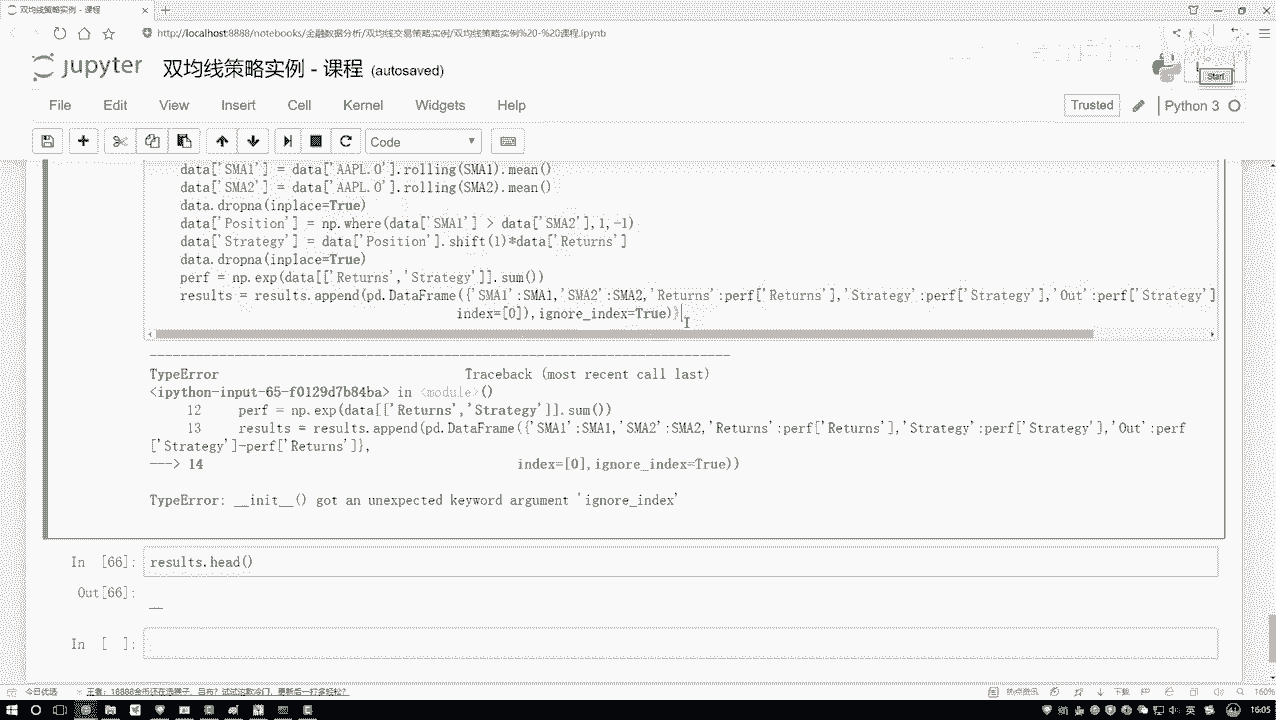 双均线策略实例 - 课程
http://localhost:8888/notebooks/金融数据分析/双均线交易策略实例/双均线策略实例%20-%20课程.ipynb
jupyter 双均线策略实例 - 课程 (autosaved)
Start
File Edit View Insert Cell Kernel Widgets Help
Trusted Python 3
Code
data['SMA1'] = data['AAPL.O'].rolling(SMA1).mean()
data['SMA2'] = data['AAPL.O'].rolling(SMA2).mean()
data.dropna(inplace=True)
data['Position'] = np.where(data['SMA1'] > data['SMA2'],1,-1)
data['Strategy'] = data['Position'].shift(1)*data['Returns']
data.dropna(inplace=True)
perf = np.exp(data[['Returns','Strategy']].sum())
results = results.append(pd.DataFrame({'SMA1':SMA1,'SMA2':SMA2,'Returns':perf['Returns'],'Strategy':perf['Strategy'],'Out':perf['Strategy']
index=[0]),ignore_index=True)
TypeError Traceback (most recent call last)
<ipython-input-65-f0129d7b84ba> in <module>()
12 perf = np.exp(data[['Returns','Strategy']].sum())
13 results = results.append(pd.DataFrame({'SMA1':SMA1,'SMA2':SMA2,'Returns':perf['Returns'],'Strategy':perf['Strategy'],'Out':perf
['Strategy']-perf['Returns']},
---> 14 index=[0],ignore_index=True))
TypeError: __init__() got an unexpected keyword argument 'ignore_index'
In [66]: results.head()
Out[66]:
In [ ]:
今日优选
热点资讯 下载 160%
英 16:05